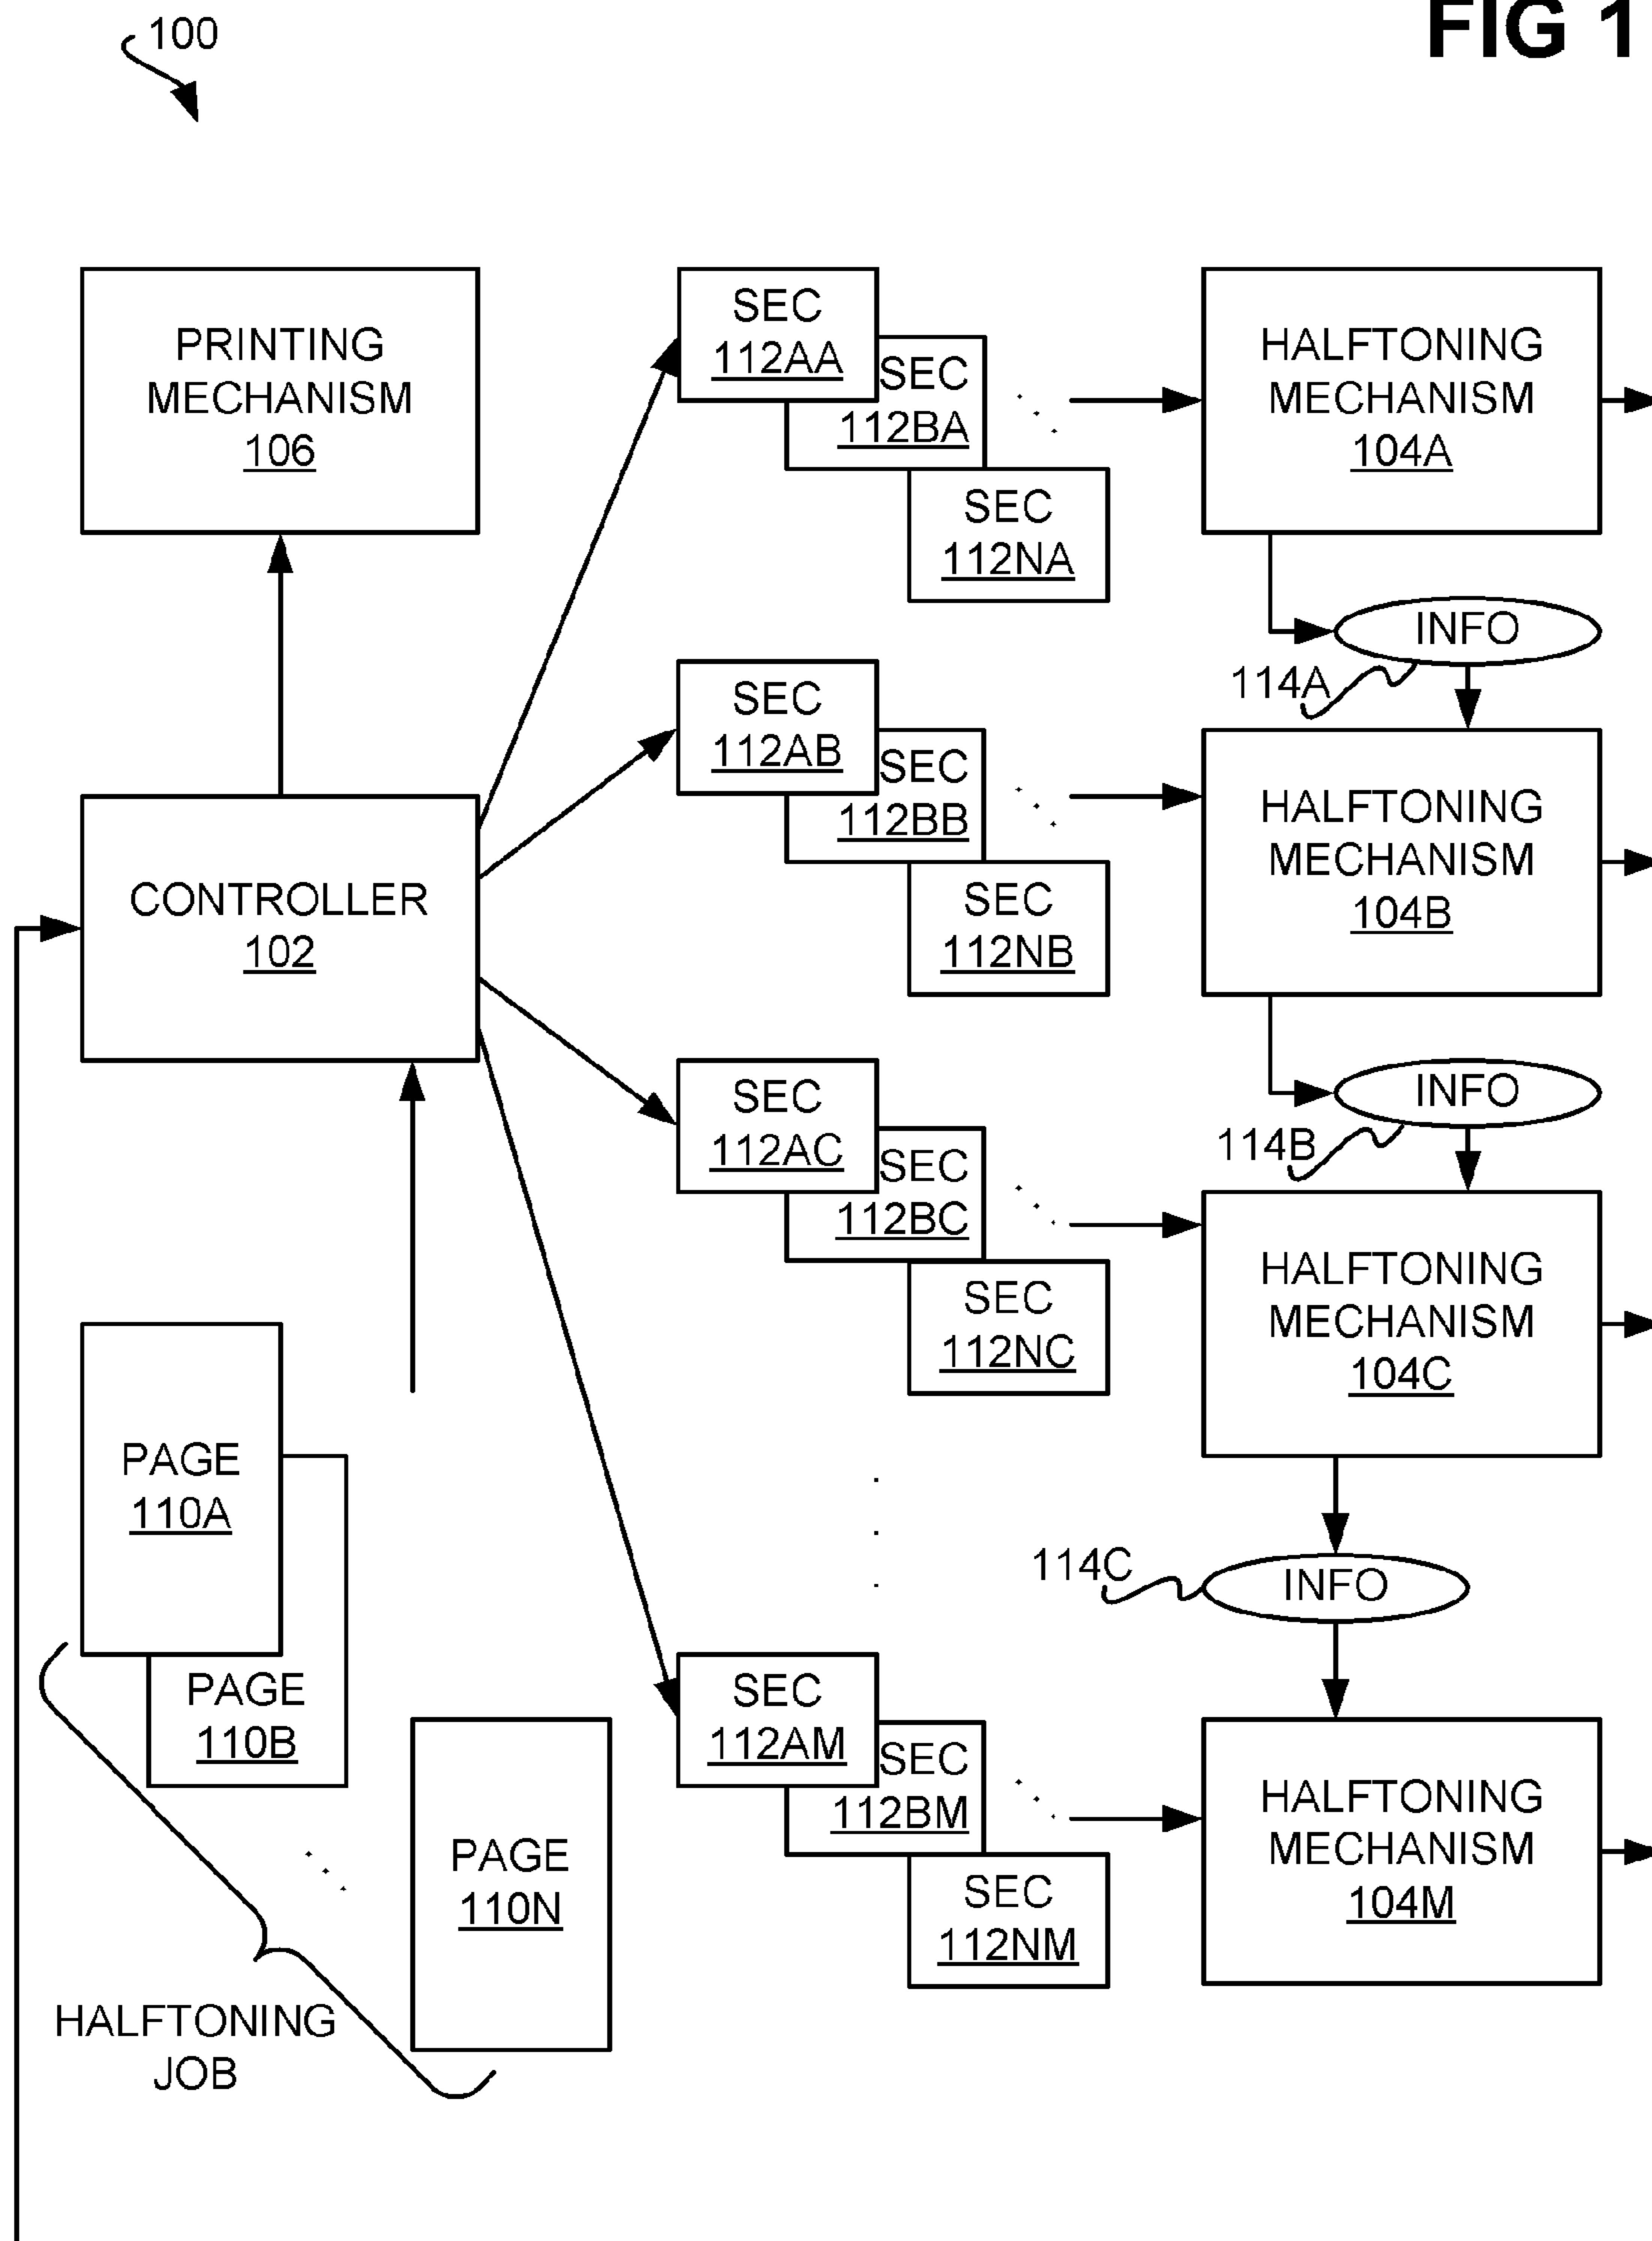 FIG 1
100
PRINTING
MECHANISM
106
SEC
112AA
SEC
112BA
SEC
112NA
HALFTONING
MECHANISM
104A
INFO
114A
SEC
112AB
SEC
112BB
SEC
112NB
HALFTONING
MECHANISM
104B
CONTROLLER
102
INFO
114B
SEC
112AC
SEC
112BC
SEC
112NC
HALFTONING
MECHANISM
104C
PAGE
110A
INFO
114C
PAGE
110B
SEC
112AM
SEC
112BM
SEC
112NM
HALFTONING
MECHANISM
104M
PAGE
110N
HALFTONING
JOB